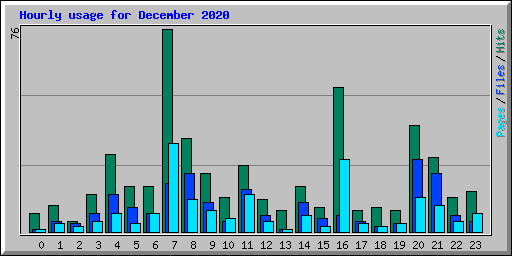 Hourly usage for December 2020
76
Pages / Files / Hits
0 1 2 3 4 5 6 7 8 9 10 11 12 13 14 15 16 17 18 19 20 21 22 23